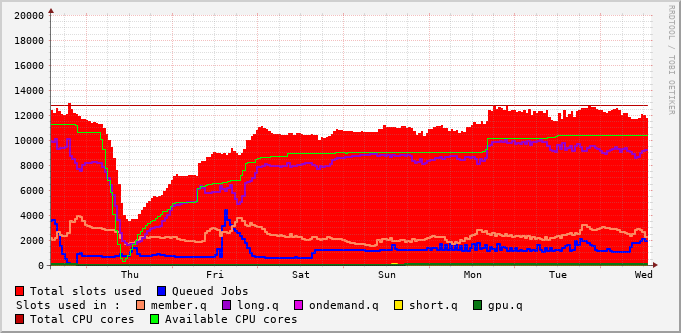 20000
18000
16000
14000
12000
10000
8000
6000
4000
2000
0
Thu Fri Sat Sun Mon Tue Wed
RRDTOOL / TOBI OETIKER
Total slots used Queued Jobs
Slots used in : member.q long.q ondemand.q short.q gpu.q
Total CPU cores Available CPU cores